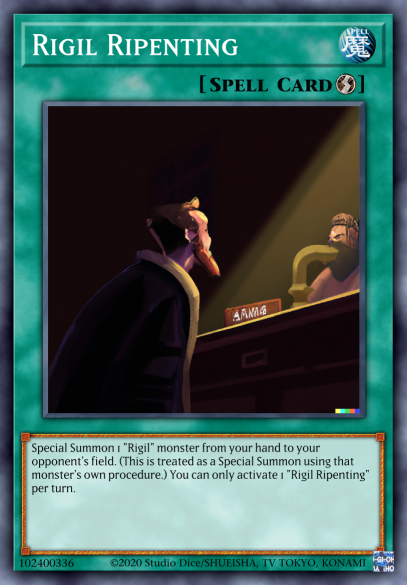 Rigil Ripenting
SPELL
魔
[Spell Card]
Special Summon 1 "Rigil" monster from your hand to your
opponent's field. (This is treated as a Special Summon using that
monster's own procedure.) You can only activate 1 "Rigil Ripenting"
per turn.
102400336
©2020 Studio Dice/SHUEISHA, TV TOKYO, KONAMI